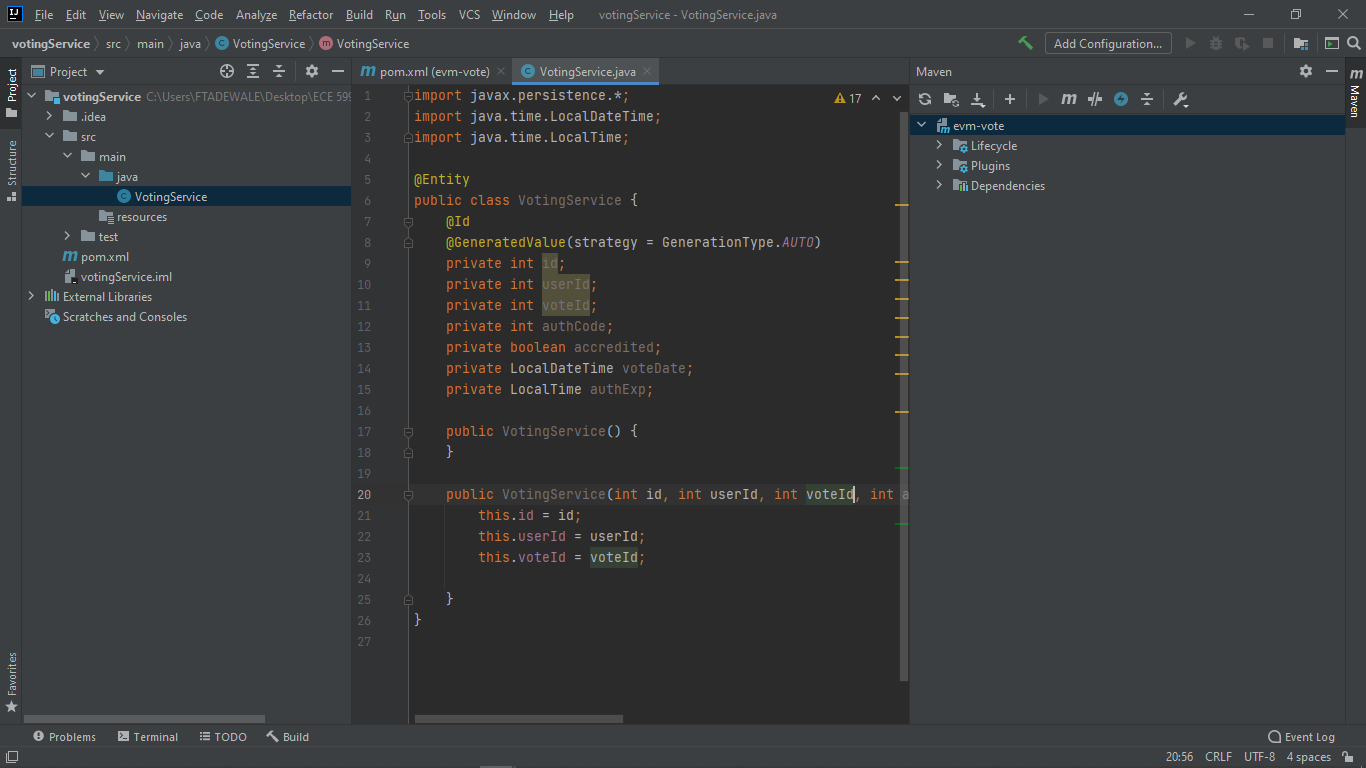 File Edit View Navigate Code Analyze Refactor Build Run Tools VCS Window Help votingService - VotingService.java
votingService src main java VotingService m VotingService Add Configuration...
Project
Structure
Favorites
Project
votingService C:\Users\FTADEWALE\Desktop\ECE 599
.idea
src
main
java
C VotingService
resources
test
m pom.xml
votingService.iml
External Libraries
Scratches and Consoles
m pom.xml (evm-vote) C VotingService.java
17
1 import javax.persistence.*;
2 import java.time.LocalDateTime;
3 import java.time.LocalTime;
4
5 @Entity
6 public class VotingService {
7 @Id
8 @GeneratedValue(strategy = GenerationType.AUTO)
9 private int id;
10 private int userId;
11 private int voteId;
12 private int authCode;
13 private boolean accredited;
14 private LocalDateTime voteDate;
15 private LocalTime authExp;
16
17 public VotingService() {
18 }
19
20 public VotingService(int id, int userId, int voteId, int a
21 this.id = id;
22 this.userId = userId;
23 this.voteId = voteId;
24
25 }
26 }
27
Maven
evm-vote
Lifecycle
Plugins
Dependencies
m Maven
Problems Terminal TODO Build Event Log
20:56 CRLF UTF-8 4 spaces